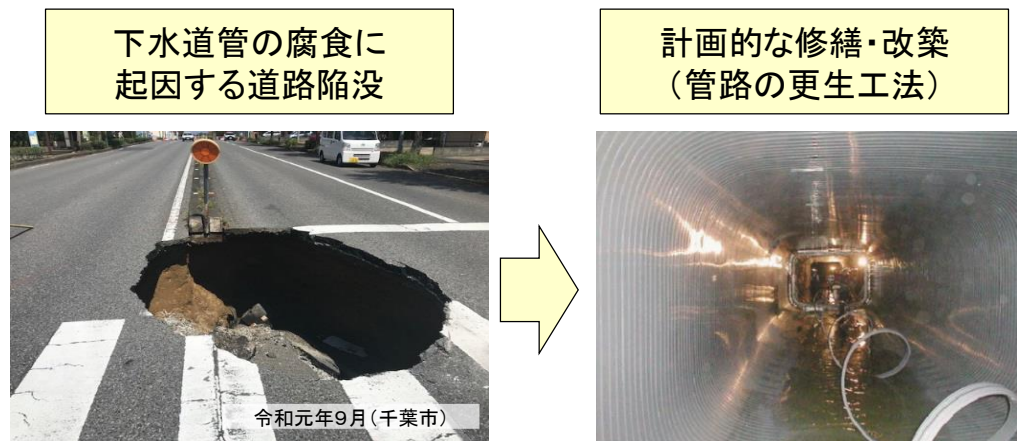 下水道管の腐食に
起因する道路陥没
計画的な修繕・改築
（管路の更生工法）
令和元年９月（千葉市）